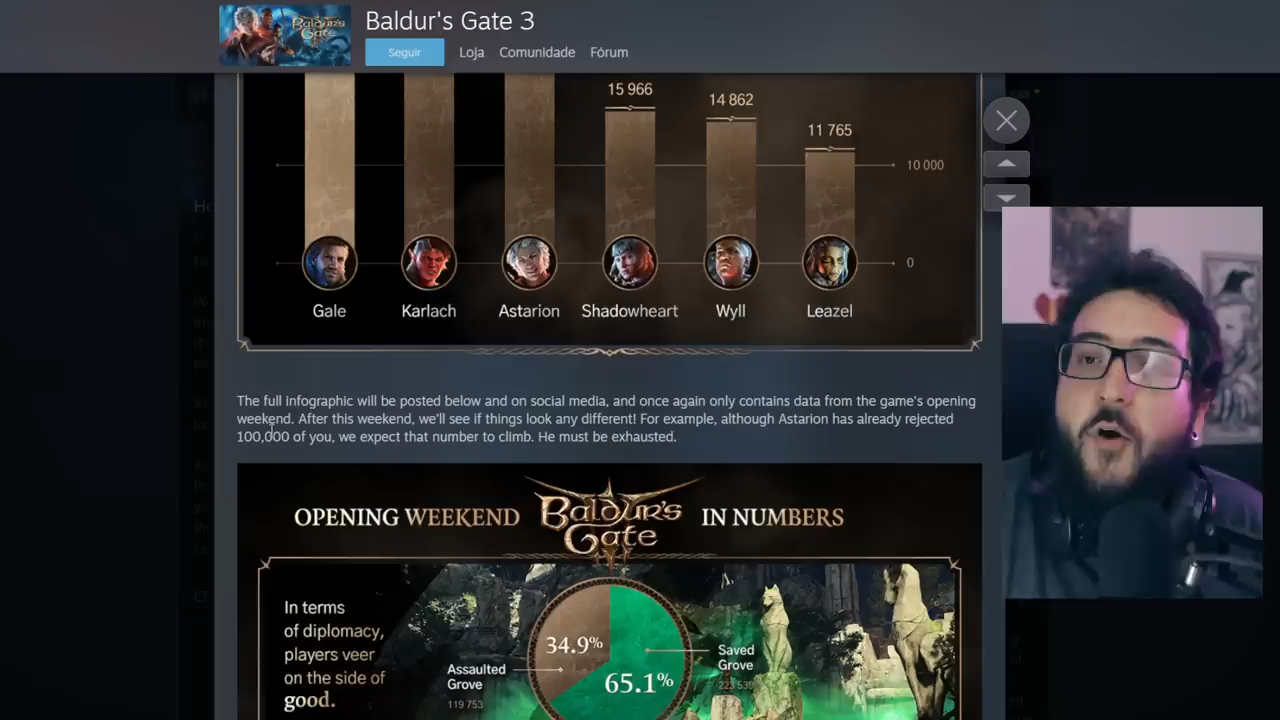 Baldur's Gate 3
Seguir Loja Comunidade Fórum
15 966
14 862
11 765
10 000
0
Gale Karlach Astarion Shadowheart Wyll Leazel
The full infographic will be posted below and on social media, and once again only contains data from the game's opening
weekend. After this weekend, we'll see if things look any different! For example, although Astarion has already rejected
100,000 of you, we expect that number to climb. He must be exhausted.
OPENING WEEKEND BALDUR'S GATE III IN NUMBERS
In terms
of diplomacy,
players veer
on the side of
good.
34.9%
Assaulted
Grove
119 753
65.1%
Saved
Grove
223 539